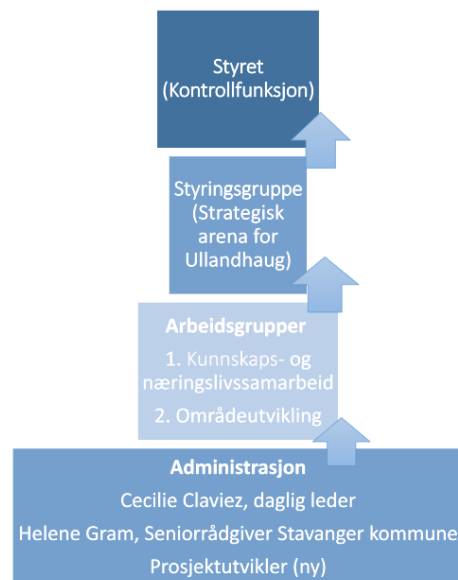 Styret
(Kontrollfunksjon)
Styringsgruppe
(Strategisk
arena for
Ullandhaug)
Arbeidsgrupper
1. Kunnskaps- og
næringslivssamarbeid
2. Områdeutvikling
Administrasjon
Cecilie Claviez, daglig leder
Helene Gram, Seniorrådgiver Stavanger kommune
Prosjektutvikler (ny)